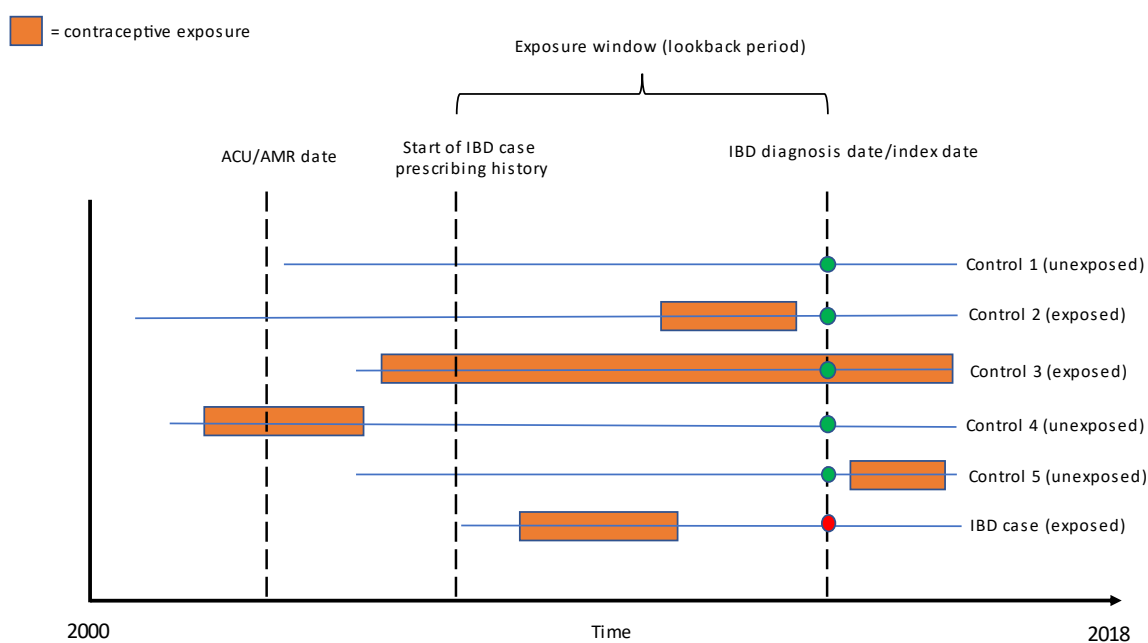 = contraceptive exposure
Exposure window (lookback period)
ACU/AMR date
Start of IBD case
prescribing history
IBD diagnosis date/index date
Control 1 (unexposed)
Control 2 (exposed)
Control 3 (exposed)
Control 4 (unexposed)
Control 5 (unexposed)
IBD case (exposed)
2000
Time
2018